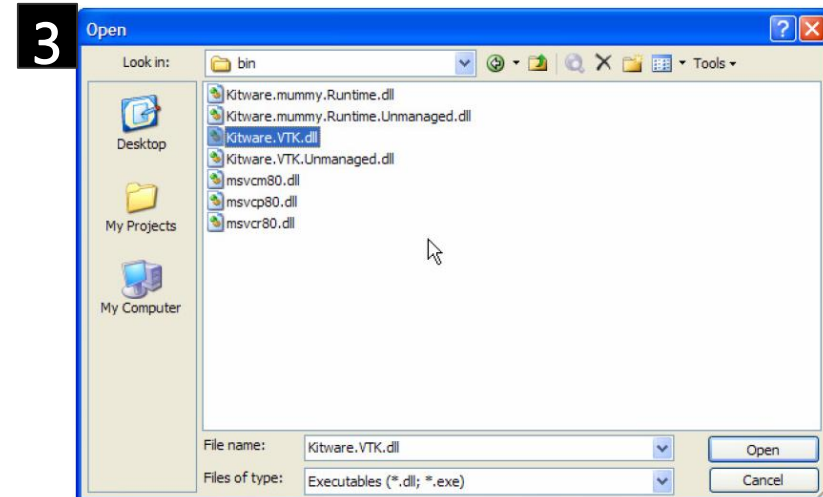 3
Open
Look in:
bin
Tools
Desktop
My Projects
My Computer
Kitware.mummy.Runtime.dll
Kitware.mummy.Runtime.Unmanaged.dll
Kitware.VTK.dll
Kitware.VTK.Unmanaged.dll
msvcm80.dll
msvcp80.dll
msvcr80.dll
File name:
Kitware.VTK.dll
Open
Files of type:
Executables (*.dll; *.exe)
Cancel